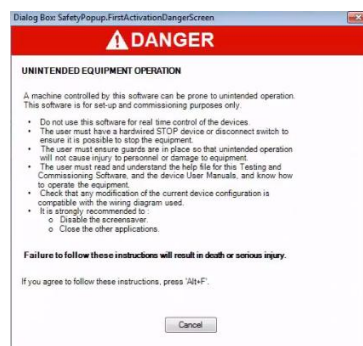 Dialog Box: SafetyPopup.FirstActivationDangerScreen
DANGER
UNINTENDED EQUIPMENT OPERATION
A machine controlled by this software can be prone to unintended operation.
This software is for set-up and commissioning purposes only.
• Do not use this software for real time control of the devices.
• The user must have a hardwired STOP device or disconnect switch to
ensure it is possible to stop the equipment.
• The user must ensure guards are in place so that unintended operation
will not cause injury to personnel or damage to equipment.
• The user must read and understand the help file for this Testing and
Commissioning Software, and the device User Manuals, and know how
to operate the equipment.
• Check that any modification of the current device configuration is
compatible with the wiring diagram used.
• It is strongly recommended to :
o Disable the screensaver.
o Close the other applications.
Failure to follow these instructions will result in death or serious injury.
If you agree to follow these instructions, press 'Alt+F'.
Cancel